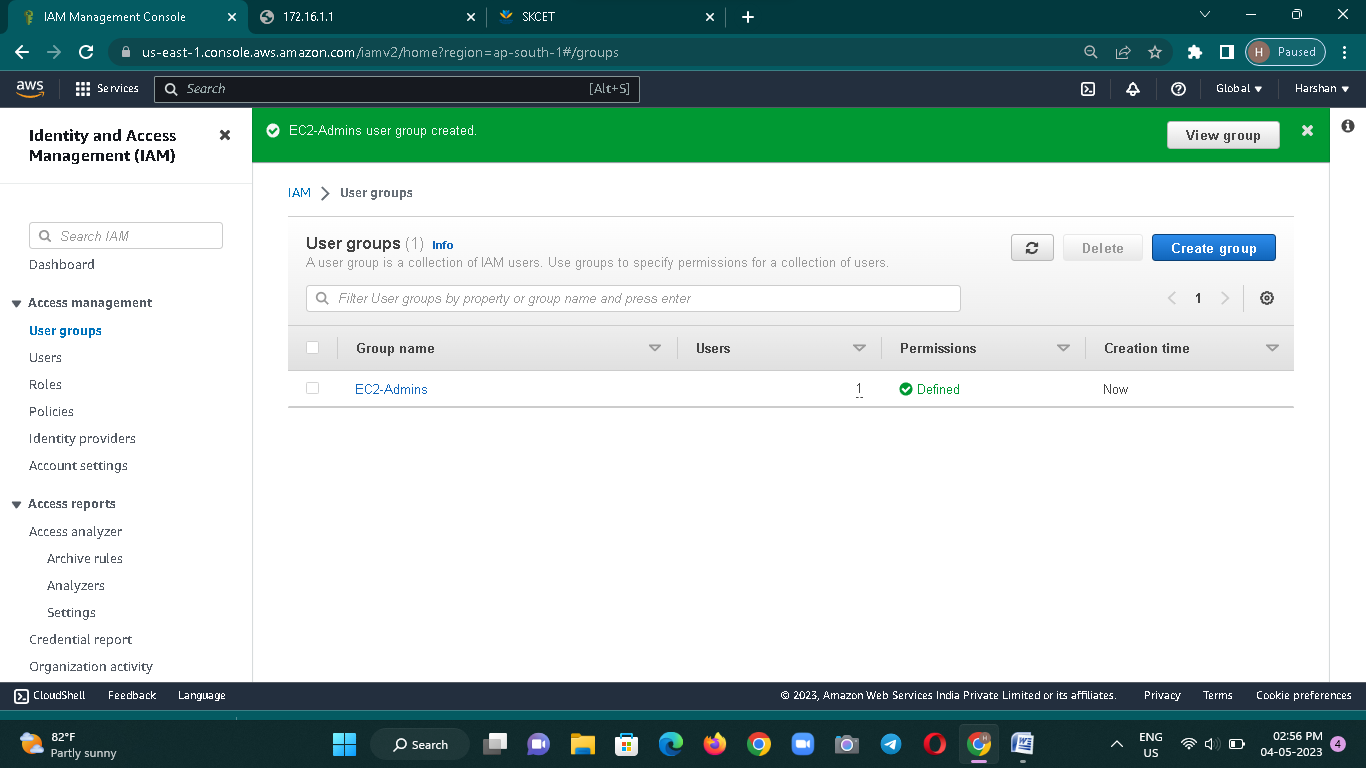 IAM Management Console
172.16.1.1
SKCET
us-east-1.console.aws.amazon.com/iamv2/home?region=ap-south-1#/groups
H Paused
aws
Services
Search [Alt+S]
Global
Harshan
Identity and Access
Management (IAM)
Search IAM
Dashboard
Access management
User groups
Users
Roles
Policies
Identity providers
Account settings
Access reports
Access analyzer
Archive rules
Analyzers
Settings
Credential report
Organization activity
EC2-Admins user group created.
View group
IAM > User groups
User groups (1) Info
A user group is a collection of IAM users. Use groups to specify permissions for a collection of users.
Delete
Create group
Filter User groups by property or group name and press enter
1
Group name Users Permissions Creation time
EC2-Admins 1 Defined Now
CloudShell Feedback Language © 2023, Amazon Web Services India Private Limited or its affiliates. Privacy Terms Cookie preferences
82°F
Partly sunny
Search
ENG
US
02:56 PM
04-05-2023
4